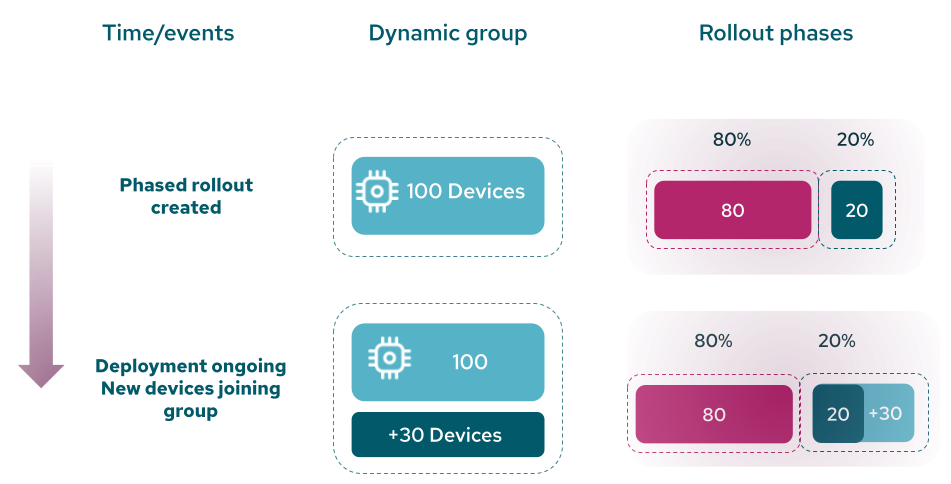 Time/events
Dynamic group
Rollout phases
80%
20%
Phased rollout
created
100 Devices
80
20
80%
20%
Deployment ongoing
New devices joining
group
100
+30 Devices
80
20
+30